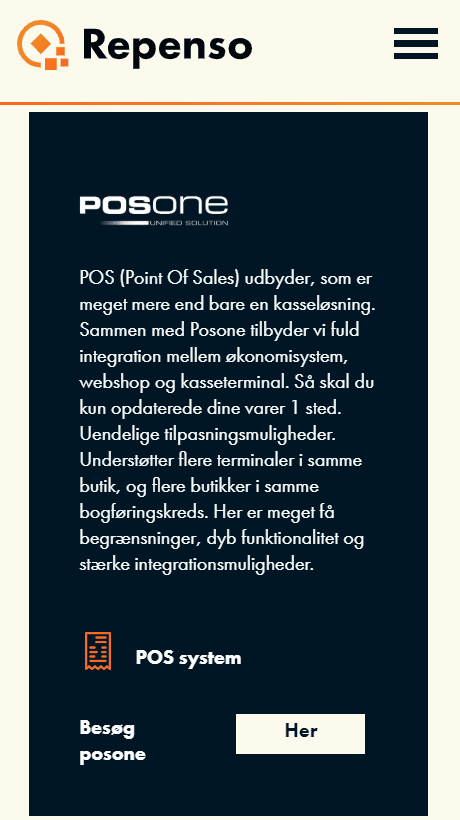 Repenso
POSONE
UNIFIED SOLUTION
POS (Point Of Sales) udbyder, som er
meget mere end bare en kasseløsning.
Sammen med Posone tilbyder vi fuld
integration mellem økonomisystem,
webshop og kasseterminal. Så skal du
kun opdaterede dine varer 1 sted.
Uendelige tilpasningsmuligheder.
Understøtter flere terminaler i samme
butik, og flere butikker i samme
bogføringskreds. Her er meget få
begrænsninger, dyb funktionalitet og
stærke integrationsmuligheder.
POS system
Besøg
posone
Her